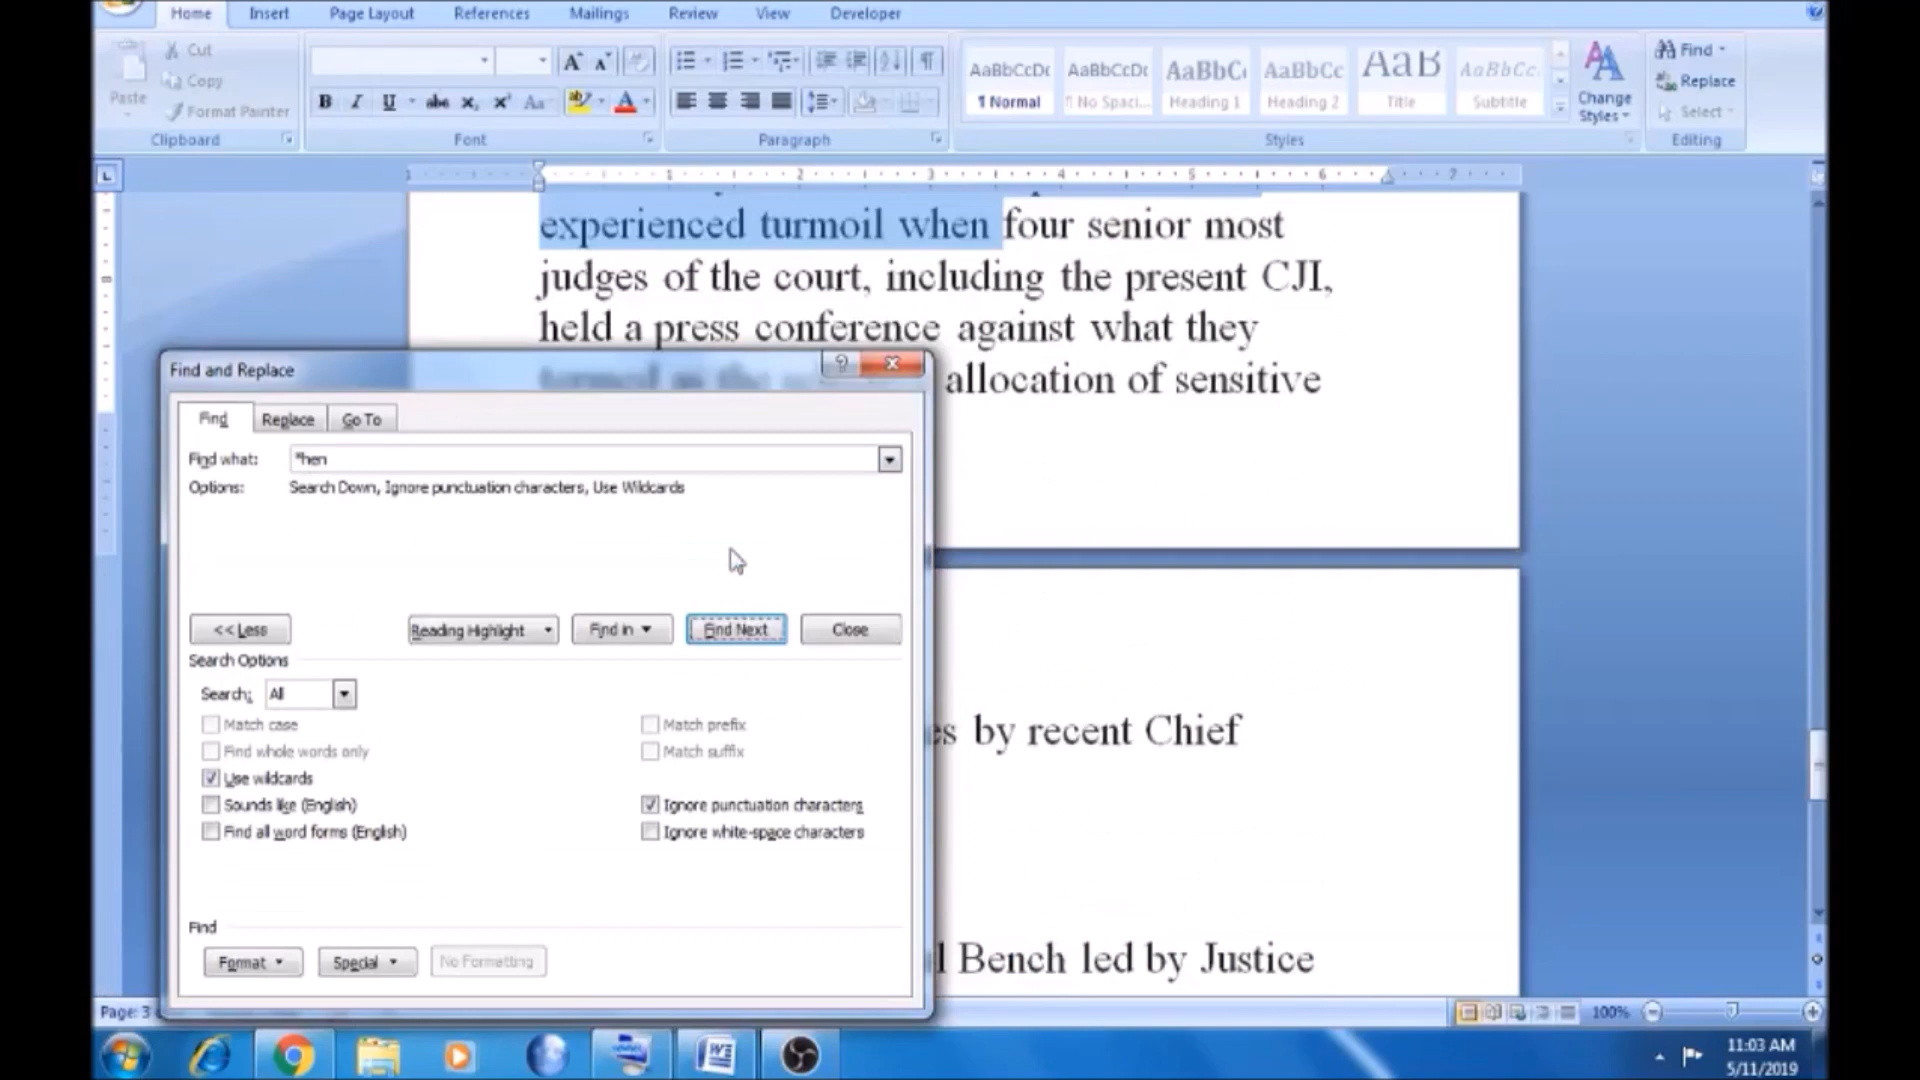 Home Insert Page Layout References Mailings Review View Developer
Cut
Copy
Format Painter
Paste
Clipboard
Font
Paragraph
AaBbCcDc AaBbCcDc AaBbC AaBbCc AaB AaBbCc.
¶ Normal ¶ No Spaci... Heading 1 Heading 2 Title Subtitle
Change
Styles
Styles
Find
Replace
Select
Editing
experienced turmoil when four senior most
judges of the court, including the present CJI,
held a press conference against what they
allocation of sensitive
es by recent Chief
l Bench led by Justice
Find and Replace
Find Replace Go To
Find what: *hen
Options: Search Down, Ignore punctuation characters, Use Wildcards
<< Less Reading Highlight Find in Find Next Close
Search Options
Search: All
Match case Match prefix
Find whole words only Match suffix
Use wildcards
Sounds like (English) Ignore punctuation characters
Find all word forms (English) Ignore white-space characters
Find
Format Special No Formatting
Page: 3
100%
11:03 AM
5/11/2019